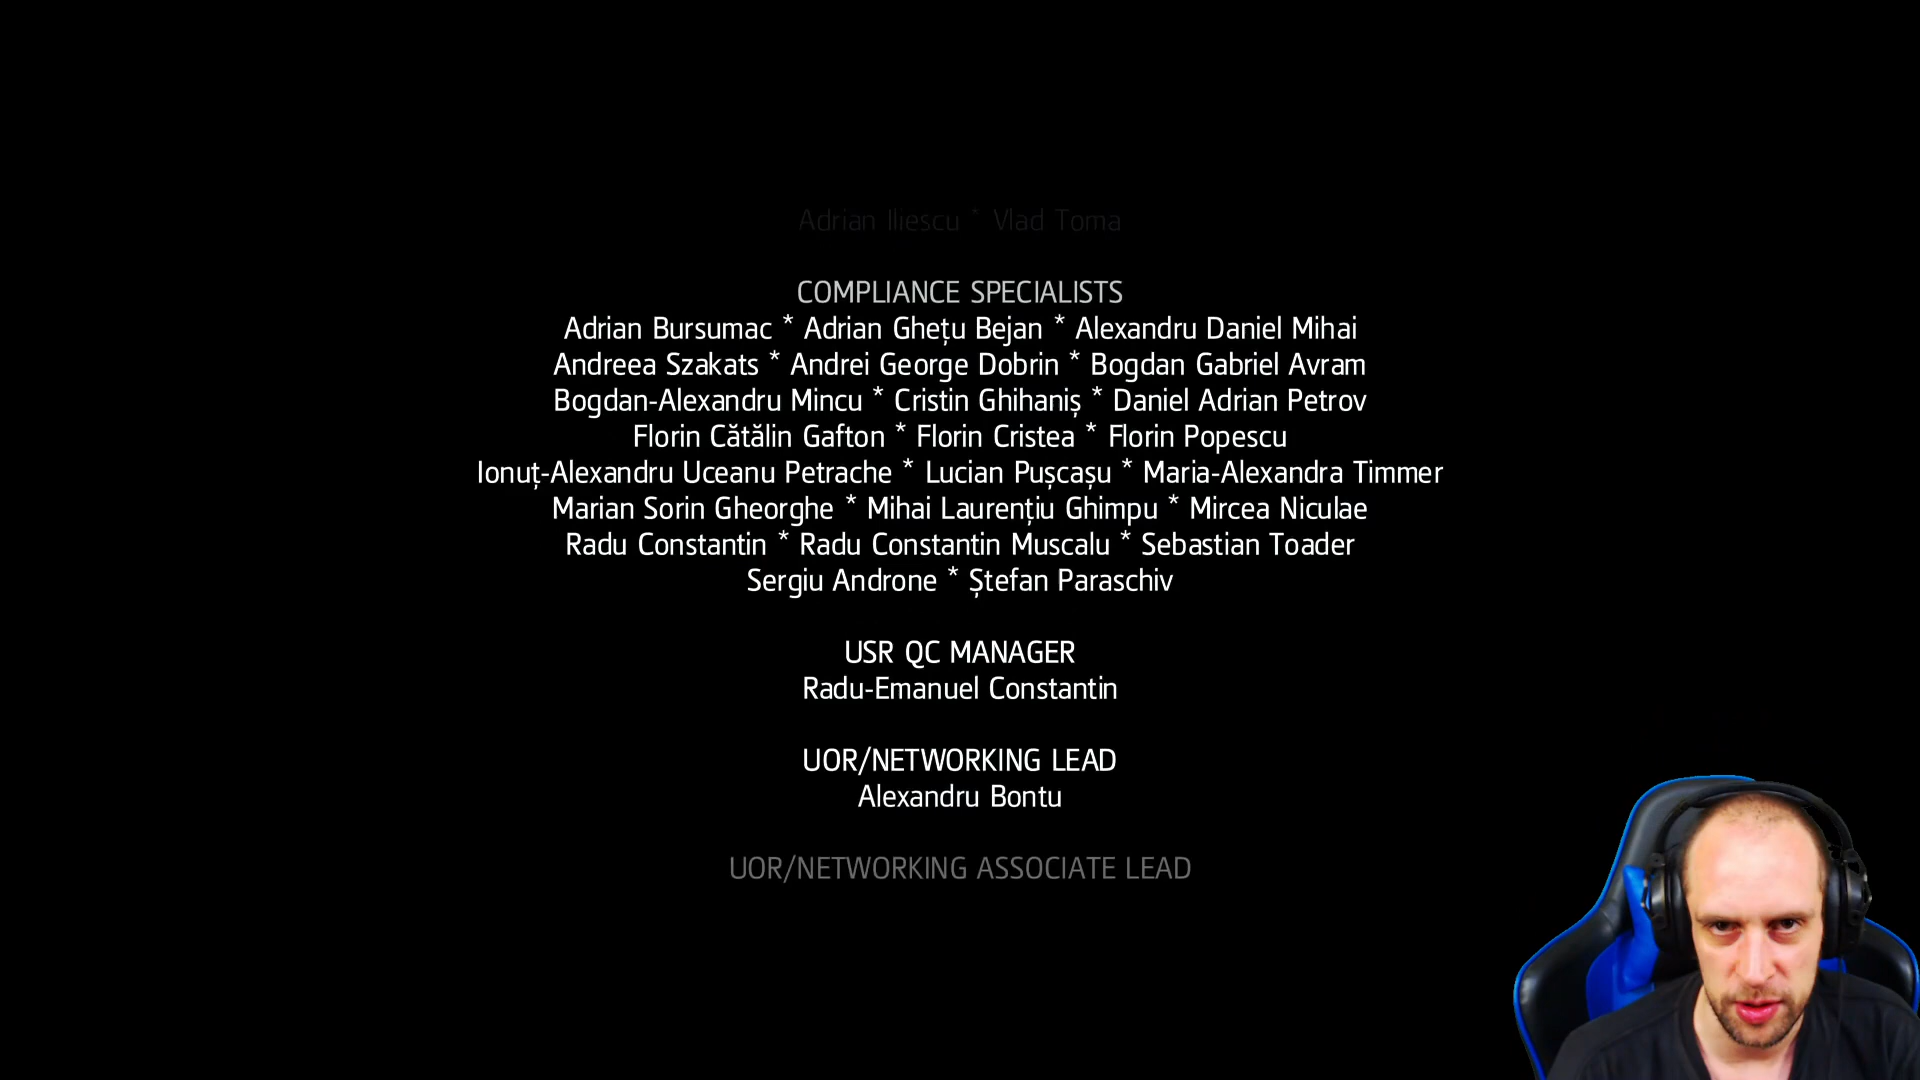 Adrian Iliescu * Vlad Toma
COMPLIANCE SPECIALISTS
Adrian Bursumac * Adrian Ghețu Bejan * Alexandru Daniel Mihai
Andreea Szakats * Andrei George Dobrin * Bogdan Gabriel Avram
Bogdan-Alexandru Mincu * Cristin Ghihaniș * Daniel Adrian Petrov
Florin Cătălin Gafton * Florin Cristea * Florin Popescu
Ionuț-Alexandru Uceanu Petrache * Lucian Pușcașu * Maria-Alexandra Timmer
Marian Sorin Gheorghe * Mihai Laurențiu Ghimpu * Mircea Niculae
Radu Constantin * Radu Constantin Muscalu * Sebastian Toader
Sergiu Androne * Ștefan Paraschiv
USR QC MANAGER
Radu-Emanuel Constantin
UOR/NETWORKING LEAD
Alexandru Bontu
UOR/NETWORKING ASSOCIATE LEAD